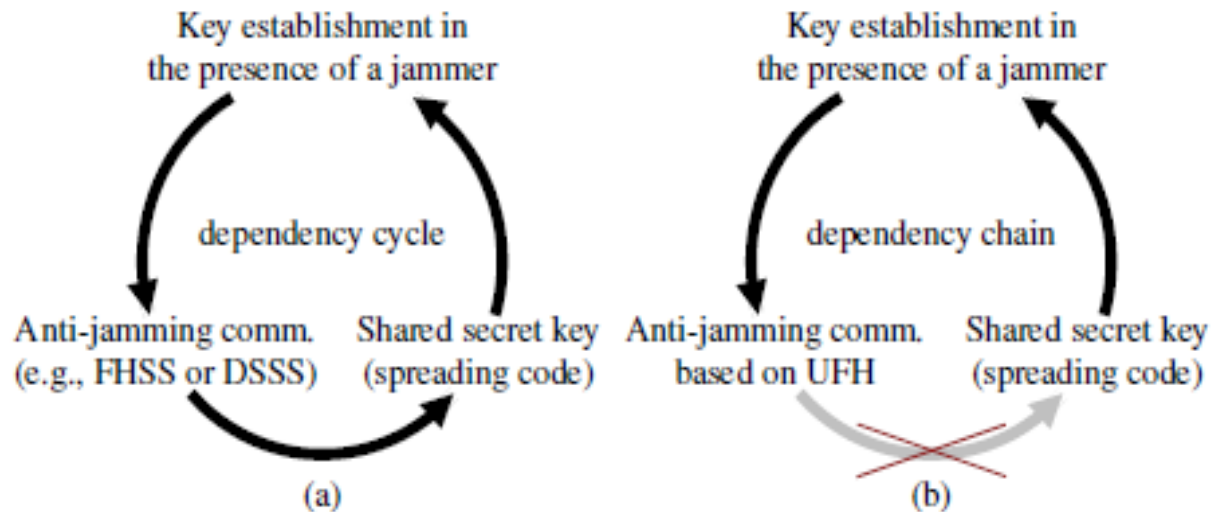 Key establishment in
the presence of a jammer
dependency cycle
Anti-jamming comm.
(e.g., FHSS or DSSS)
Shared secret key
(spreading code)
(a)
Key establishment in
the presence of a jammer
dependency chain
Anti-jamming comm.
based on UFH
Shared secret key
(spreading code)
(b)